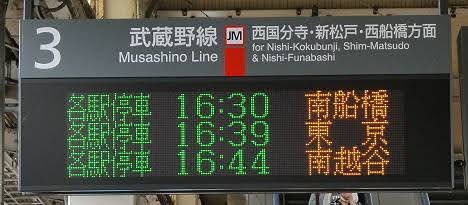 3
武蔵野線 JM 西国分寺・新松戸・西船橋方面
Musashino Line for Nishi-Kokubunji, Shim-Matsudo
& Nishi-Funabashi
各駅停車 16:30 南船橋
各駅停車 16:39 東京
各駅停車 16:44 南越谷